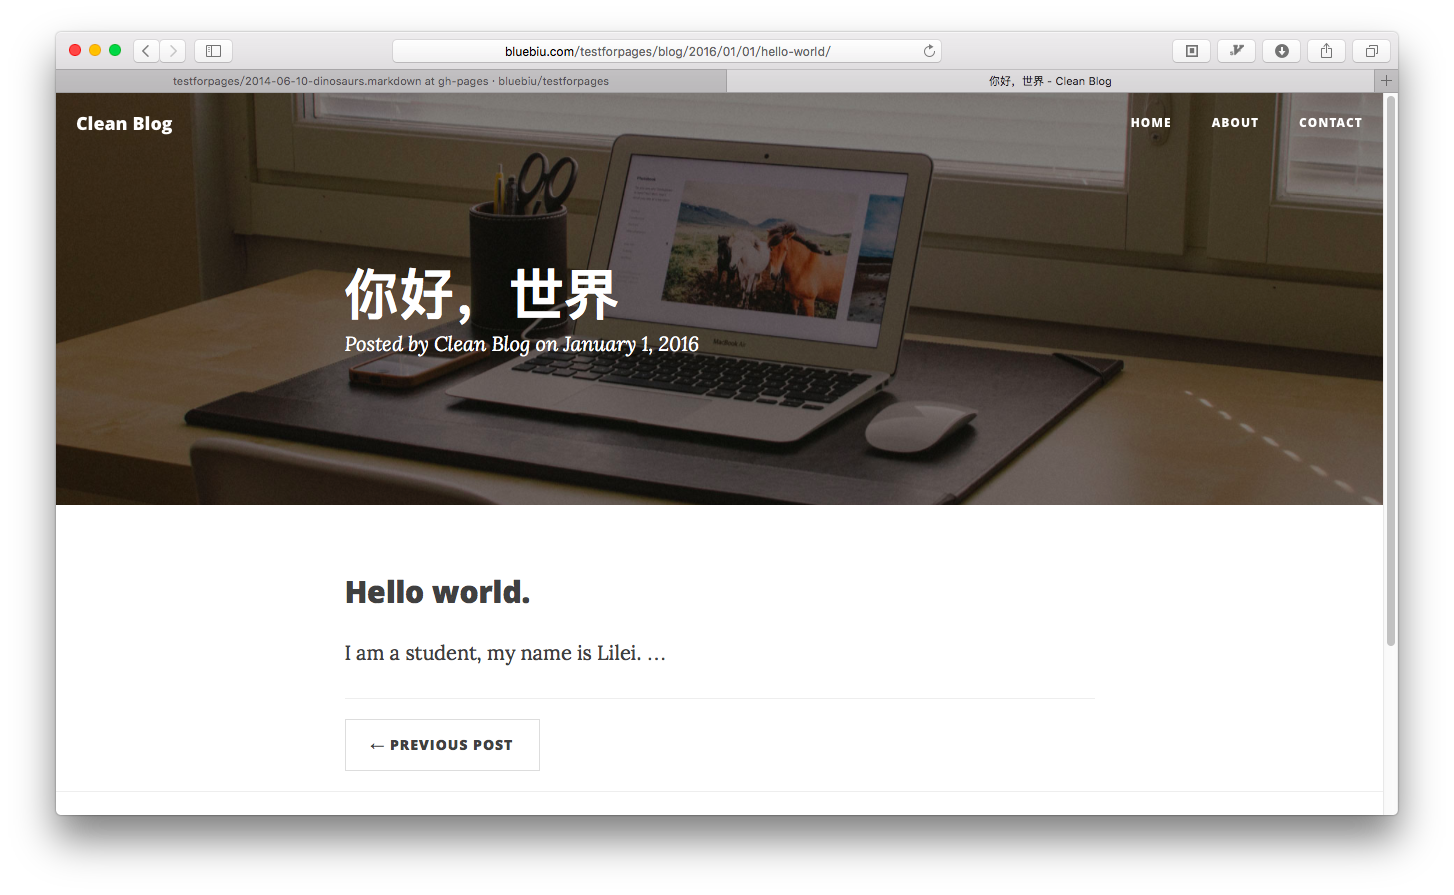 bluebiu.com/testforpages/blog/2016/01/01/hello-world/
testforpages/2014-06-10-dinosaurs.markdown at gh-pages · bluebiu/testforpages
你好，世界 - Clean Blog
Clean Blog
HOME
ABOUT
CONTACT
MacBook Air
你好，世界
Posted by Clean Blog on January 1, 2016
Hello world.
I am a student, my name is Lilei. …
← PREVIOUS POST